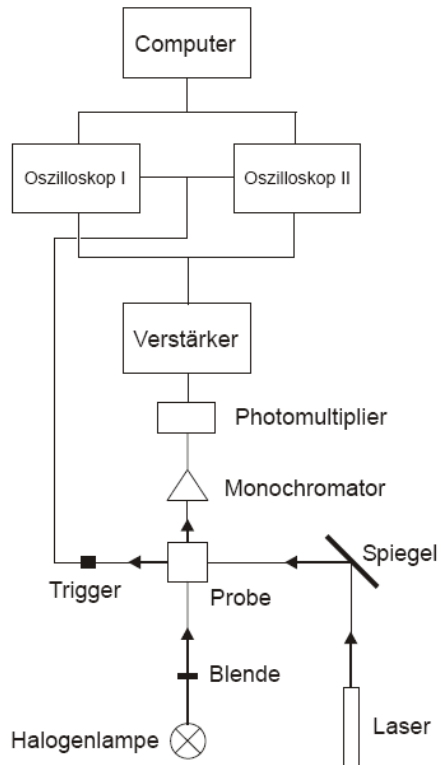 Computer
Oszilloskop I
Oszilloskop II
Verstärker
Photomultiplier
Monochromator
Spiegel
Trigger
Probe
Blende
Halogenlampe
Laser